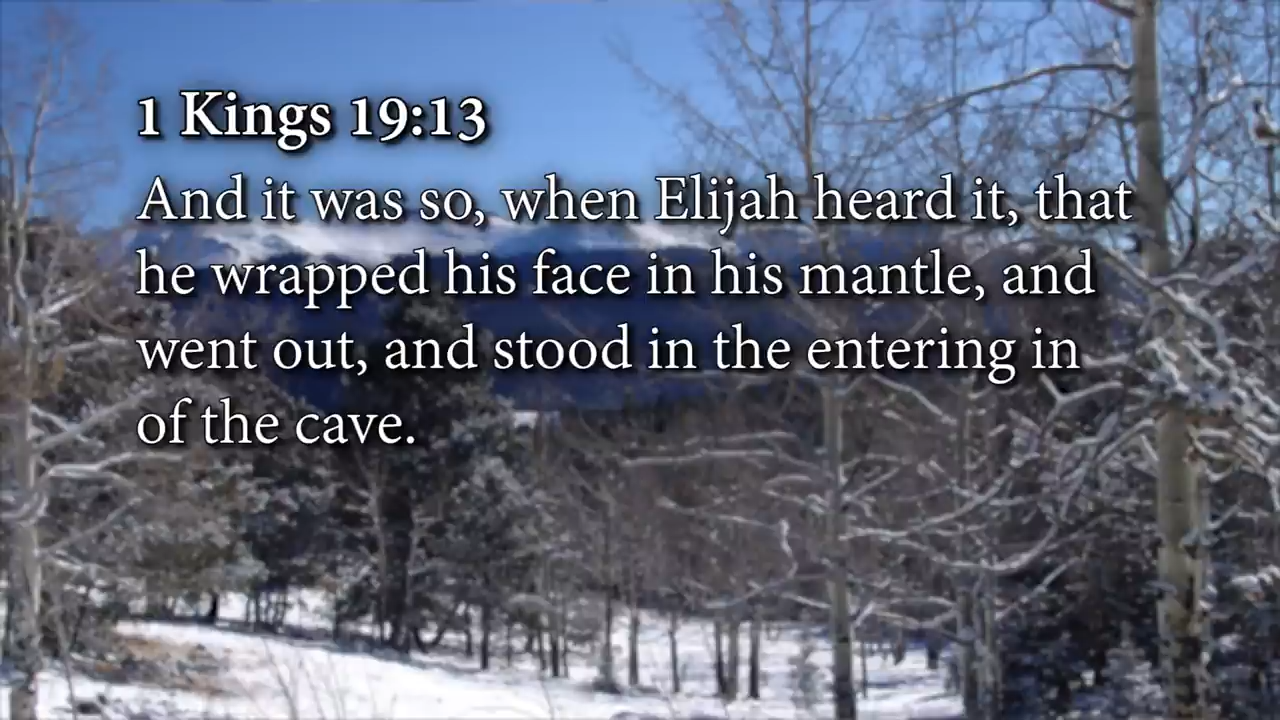 1 Kings 19:13
And it was so, when Elijah heard it, that
he wrapped his face in his mantle, and
went out, and stood in the entering in
of the cave.